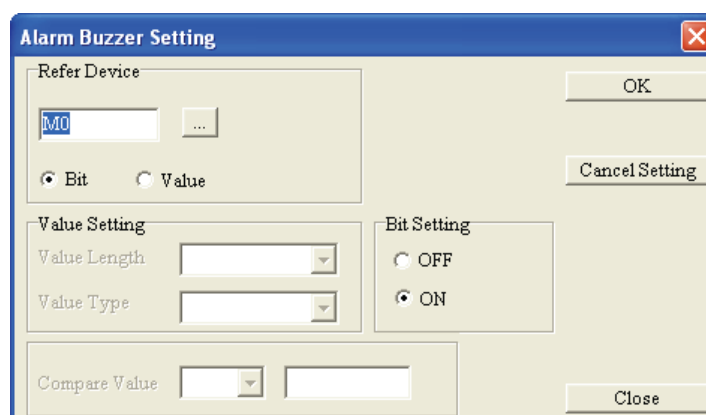 Alarm Buzzer Setting
Refer Device
M0
...
Bit
Value
OK
Cancel Setting
Value Setting
Value Length
Value Type
Bit Setting
OFF
ON
Compare Value
Close